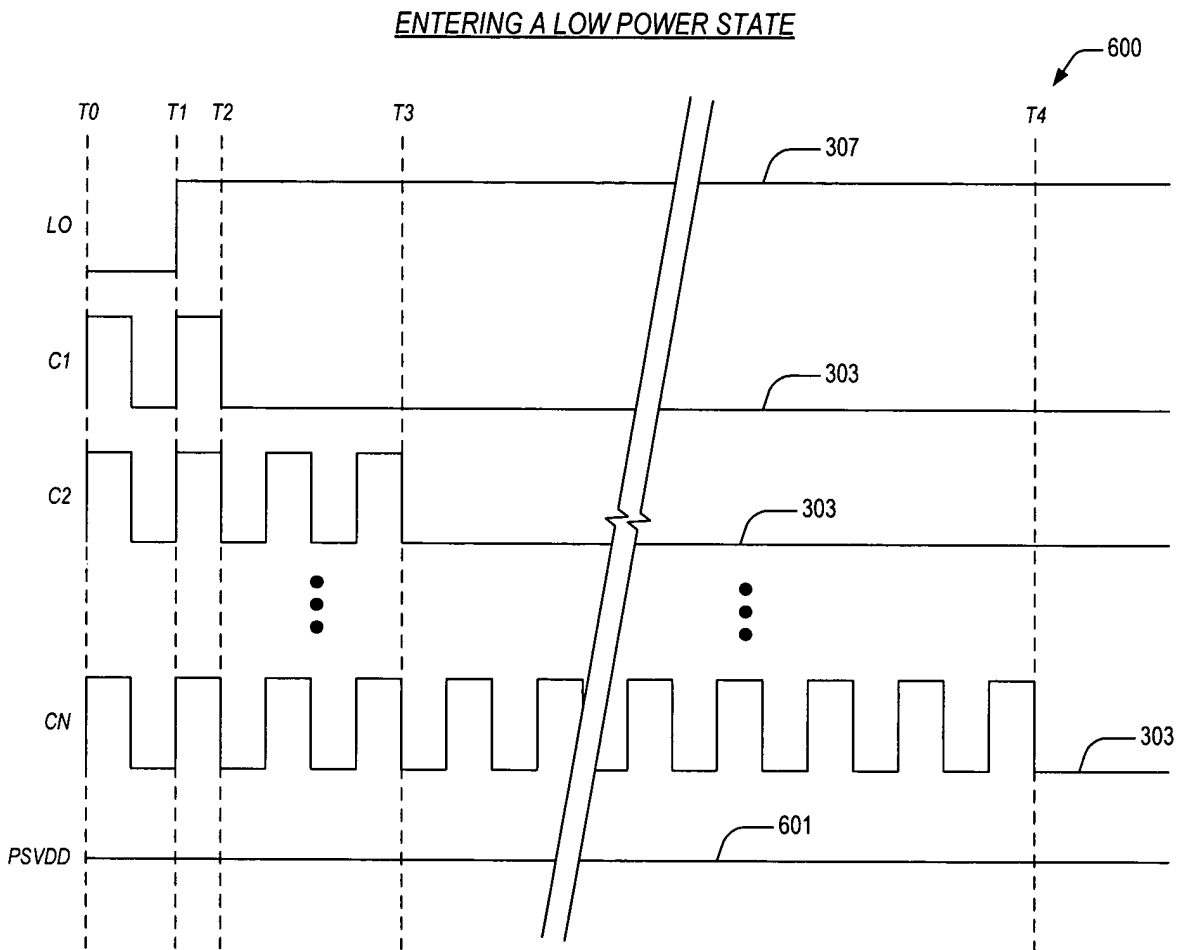 ENTERING A LOW POWER STATE
600
T0 T1 T2 T3 T4
307
LO
303
C1
303
C2
CN
303
601
PSVDD